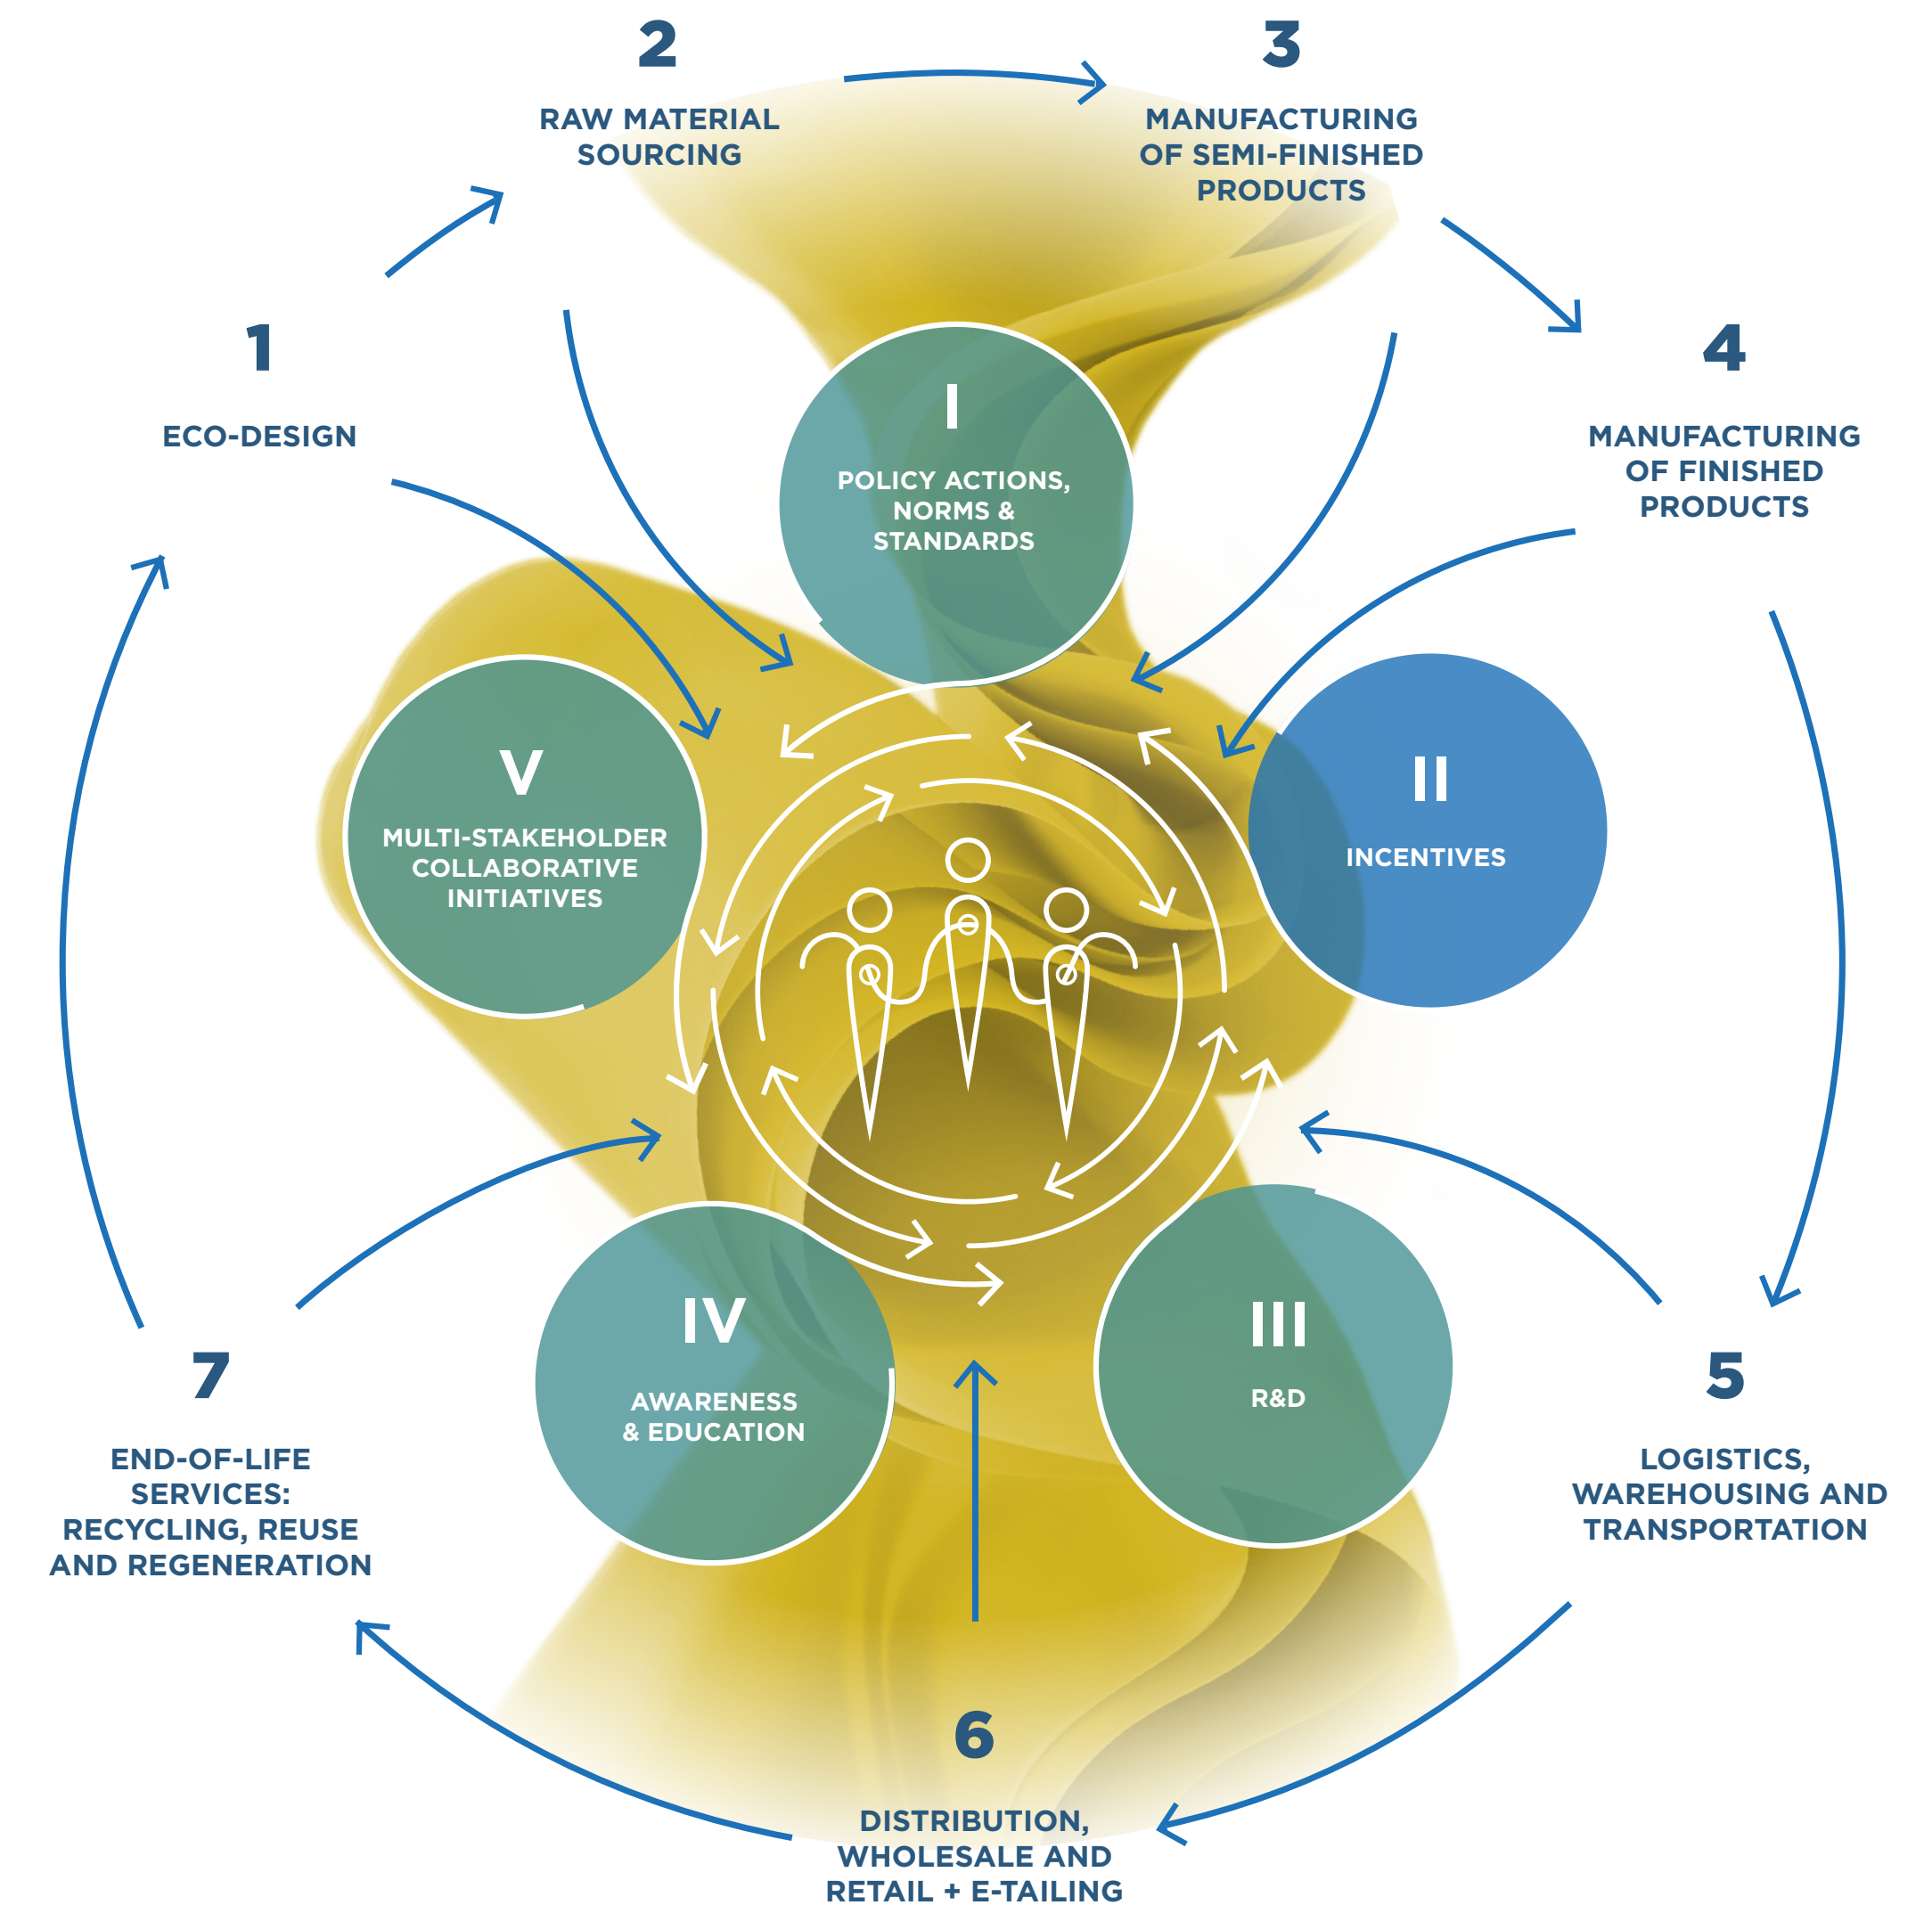 1
ECO-DESIGN
2
RAW MATERIAL
SOURCING
3
MANUFACTURING
OF SEMI-FINISHED
PRODUCTS
4
MANUFACTURING
OF FINISHED
PRODUCTS
5
LOGISTICS,
WAREHOUSING AND
TRANSPORTATION
6
DISTRIBUTION,
WHOLESALE AND
RETAIL + E-TAILING
7
END-OF-LIFE
SERVICES:
RECYCLING, REUSE
AND REGENERATION
I
POLICY ACTIONS,
NORMS &
STANDARDS
II
INCENTIVES
III
R&D
IV
AWARENESS
& EDUCATION
V
MULTI-STAKEHOLDER
COLLABORATIVE
INITIATIVES